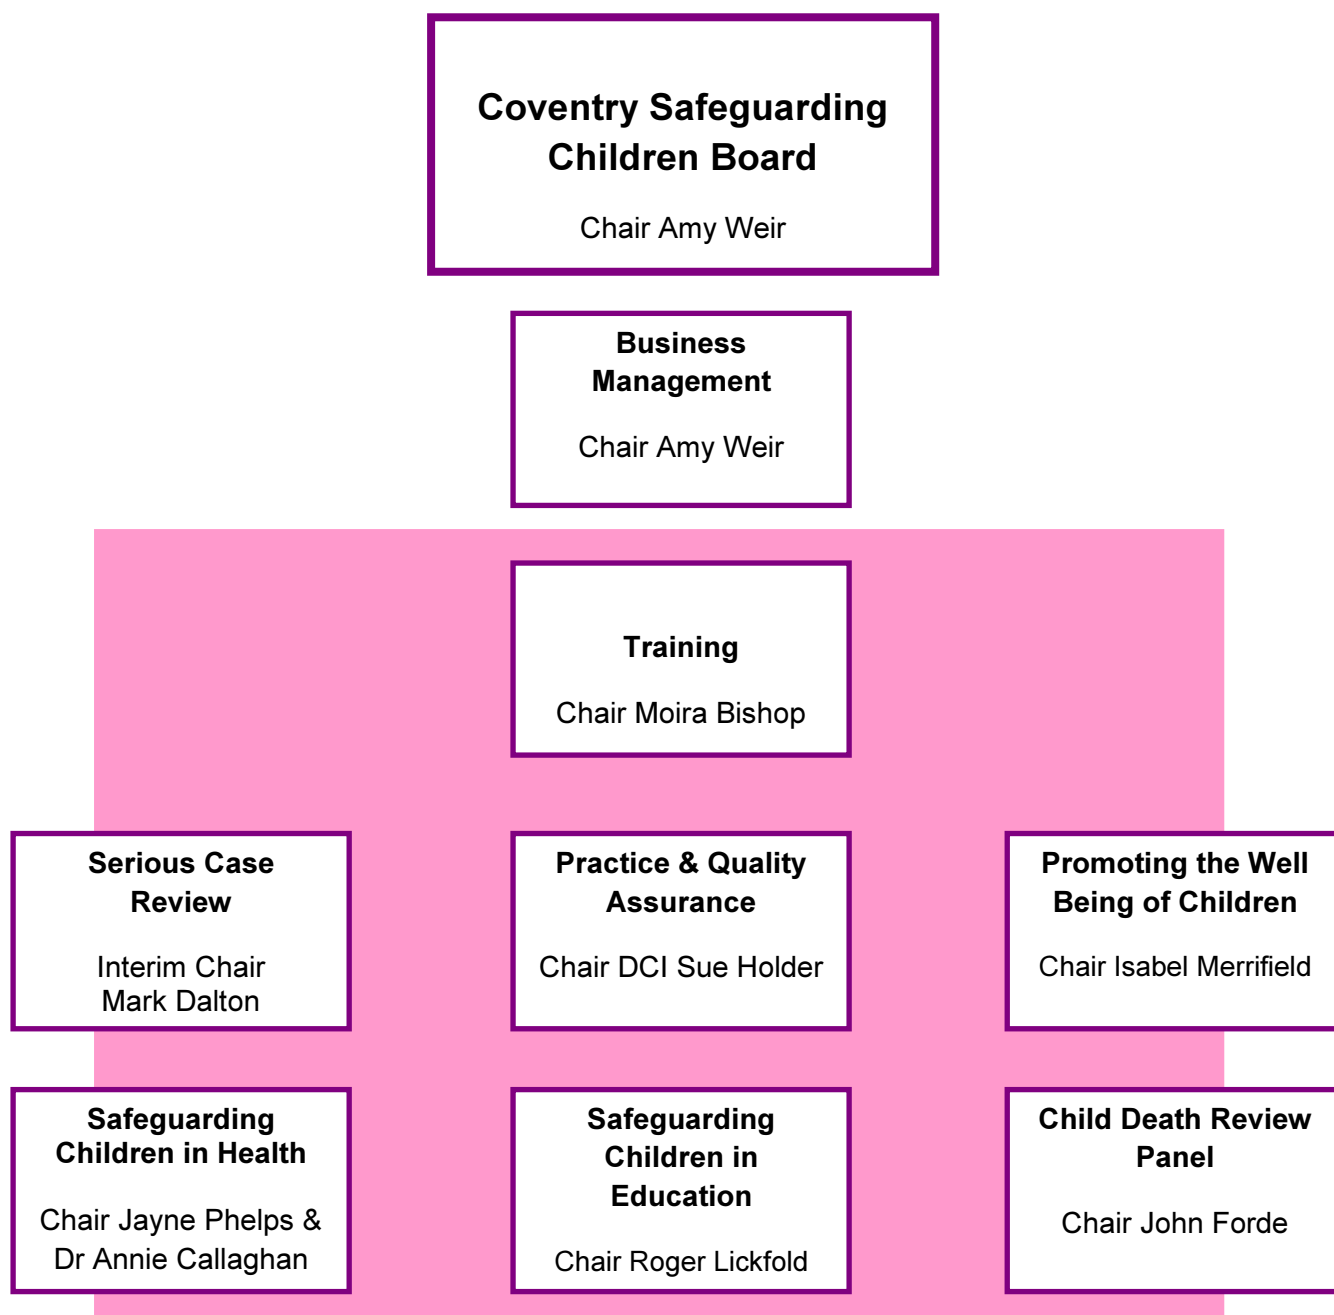 Coventry Safeguarding
Children Board
Chair Amy Weir
Business
Management
Chair Amy Weir
Training
Chair Moira Bishop
Serious Case
Review
Interim Chair
Mark Dalton
Practice & Quality
Assurance
Chair DCI Sue Holder
Promoting the Well
Being of Children
Chair Isabel Merrifield
Safeguarding
Children in Health
Chair Jayne Phelps &
Dr Annie Callaghan
Safeguarding
Children in
Education
Chair Roger Lickfold
Child Death Review
Panel
Chair John Forde